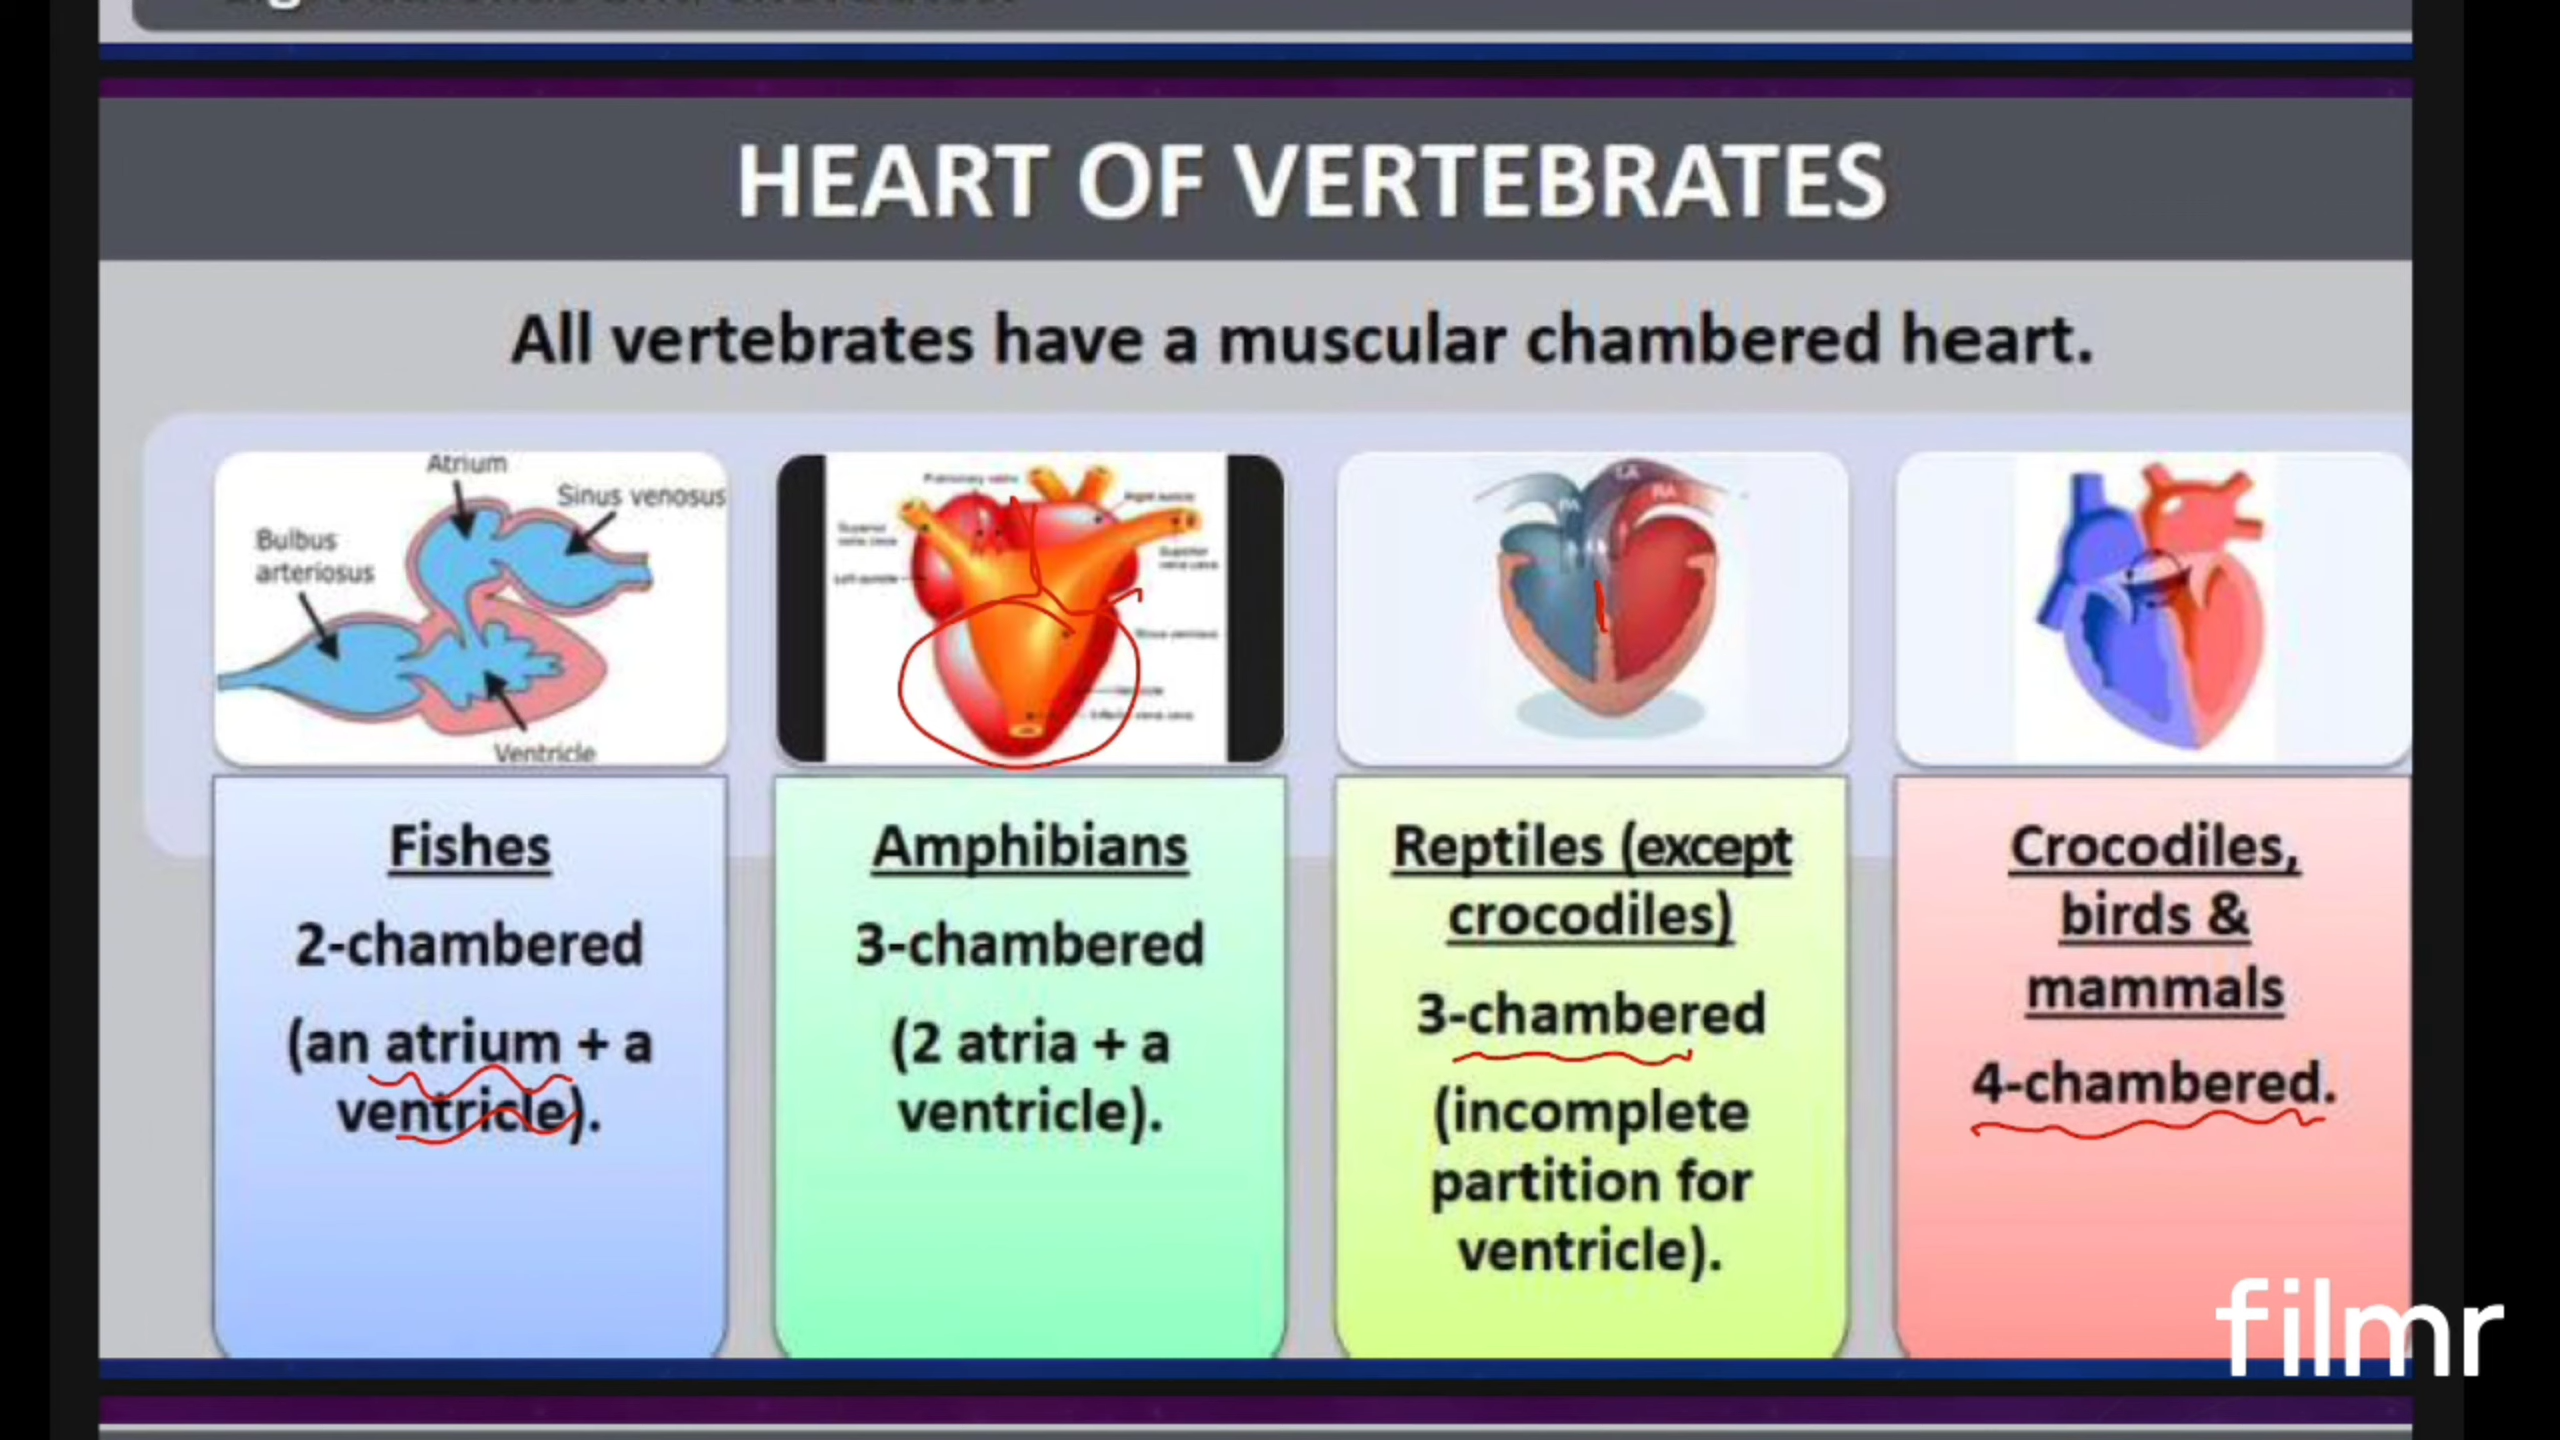 HEART OF VERTEBRATES
All vertebrates have a muscular chambered heart.
Atrium
Sinus venosus
Bulbus
arteriosus
Ventricle
Fishes
2-chambered
(an atrium + a
ventricle).
Amphibians
3-chambered
(2 atria + a
ventricle).
LA
RA
Reptiles (except
crocodiles)
3-chambered
(incomplete
partition for
ventricle).
Crocodiles,
birds &
mammals
4-chambered.
filmr